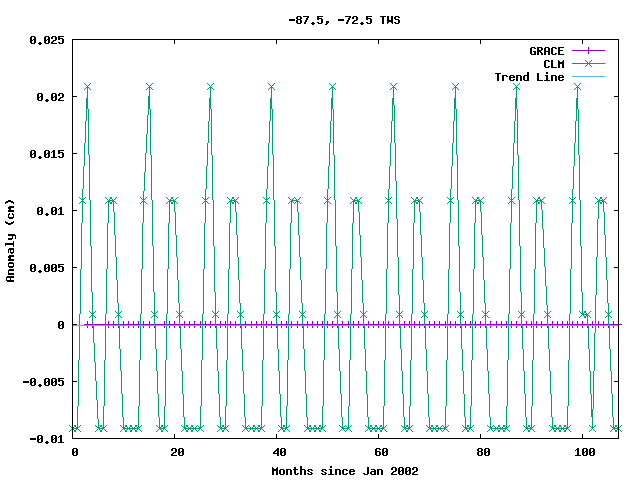 -87.5, -72.5 TWS
GRACE
CLM
Trend Line
0.025
0.02
0.015
0.01
0.005
0
-0.005
-0.01
Anomaly (cm)
0 20 40 60 80 100
Months since Jan 2002